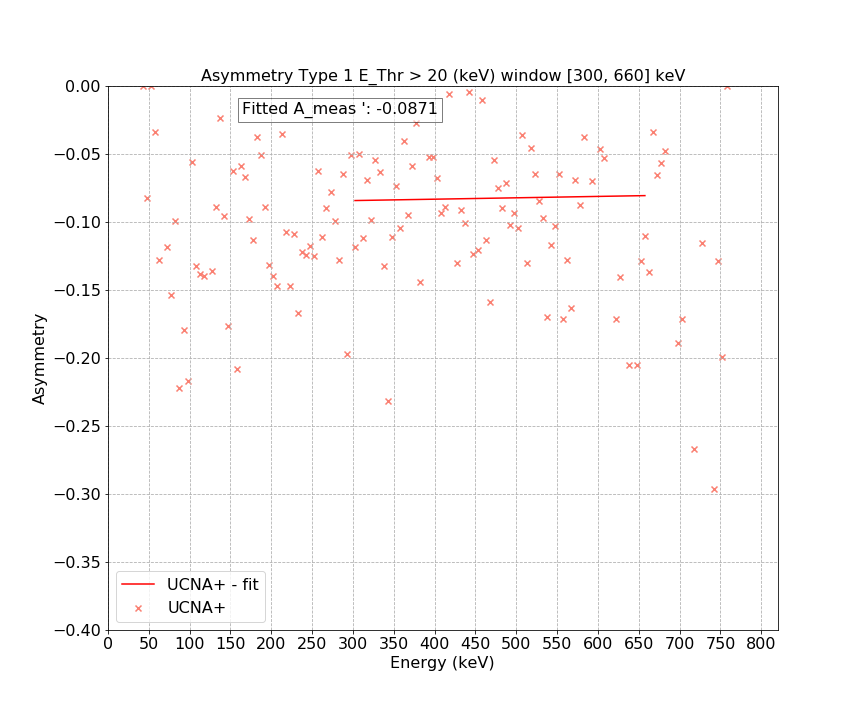 Asymmetry Type 1 E_Thr > 20 (keV) window [300, 660] keV
Fitted A_meas ': -0.0871
0.00
−0.05
−0.10
−0.15
−0.20
−0.25
−0.30
−0.35
−0.40
Asymmetry
UCNA+ - fit
UCNA+
0 50 100 150 200 250 300 350 400 450 500 550 600 650 700 750 800
Energy (keV)